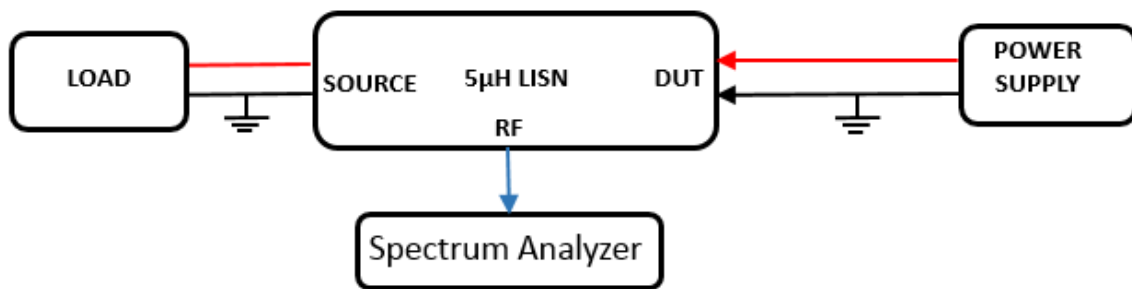 LOAD
SOURCE
5µH LISN
DUT
RF
POWER
SUPPLY
Spectrum Analyzer